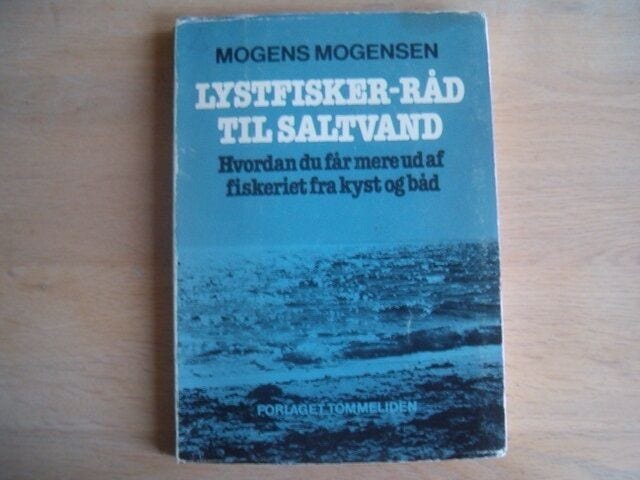 MOGENS MOGENSEN
LYSTFISKER-RÅD
TIL SALTVAND
Hvordan du får mere ud af
fiskeriet fra kyst og båd
FORLAGET TOMMELIDEN